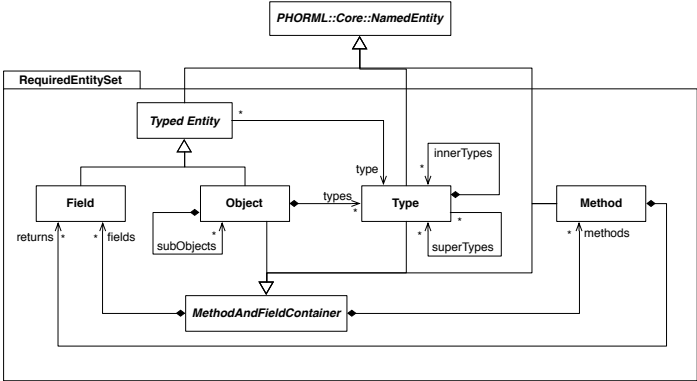 PHORML::Core::NamedEntity
RequiredEntitySet
Typed Entity
*
innerTypes
*
type
Field
Object
types
*
Type
Method
returns
*
*
fields
subObjects
*
*
*
superTypes
*
methods
MethodAndFieldContainer